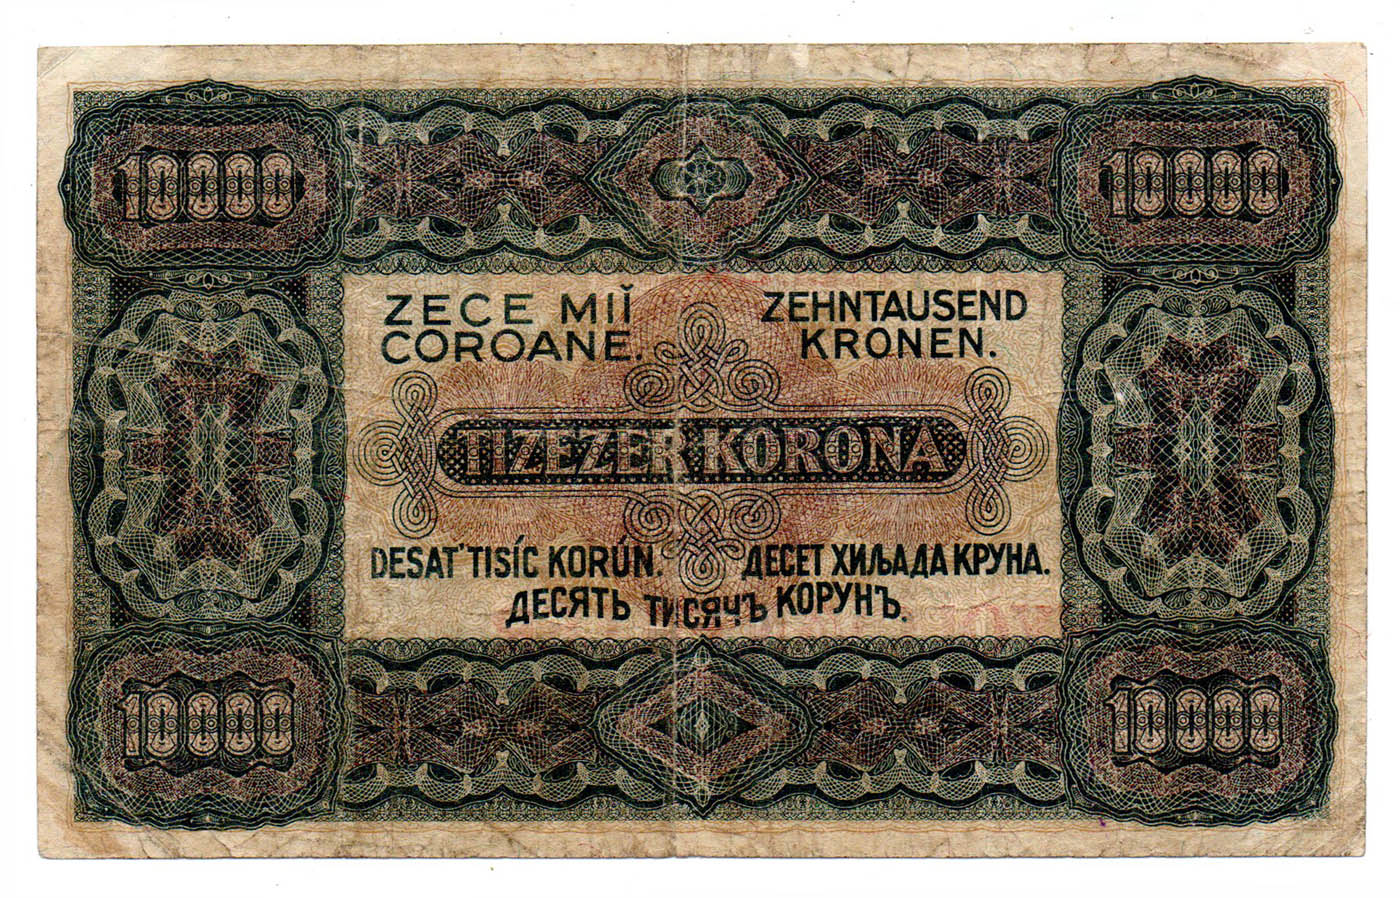 10000
10000
ZECE MIĬ
COROANE.
ZEHNTAUSEND
KRONEN.
TIZEZER KORONA
DESAŤ TISÍC KORÚN.
ДЕСЕТ ХИЉАДА КРУНА.
ДЕСЯТЬ ТИСЯЧЪ КОРУНЪ.
10000
10000